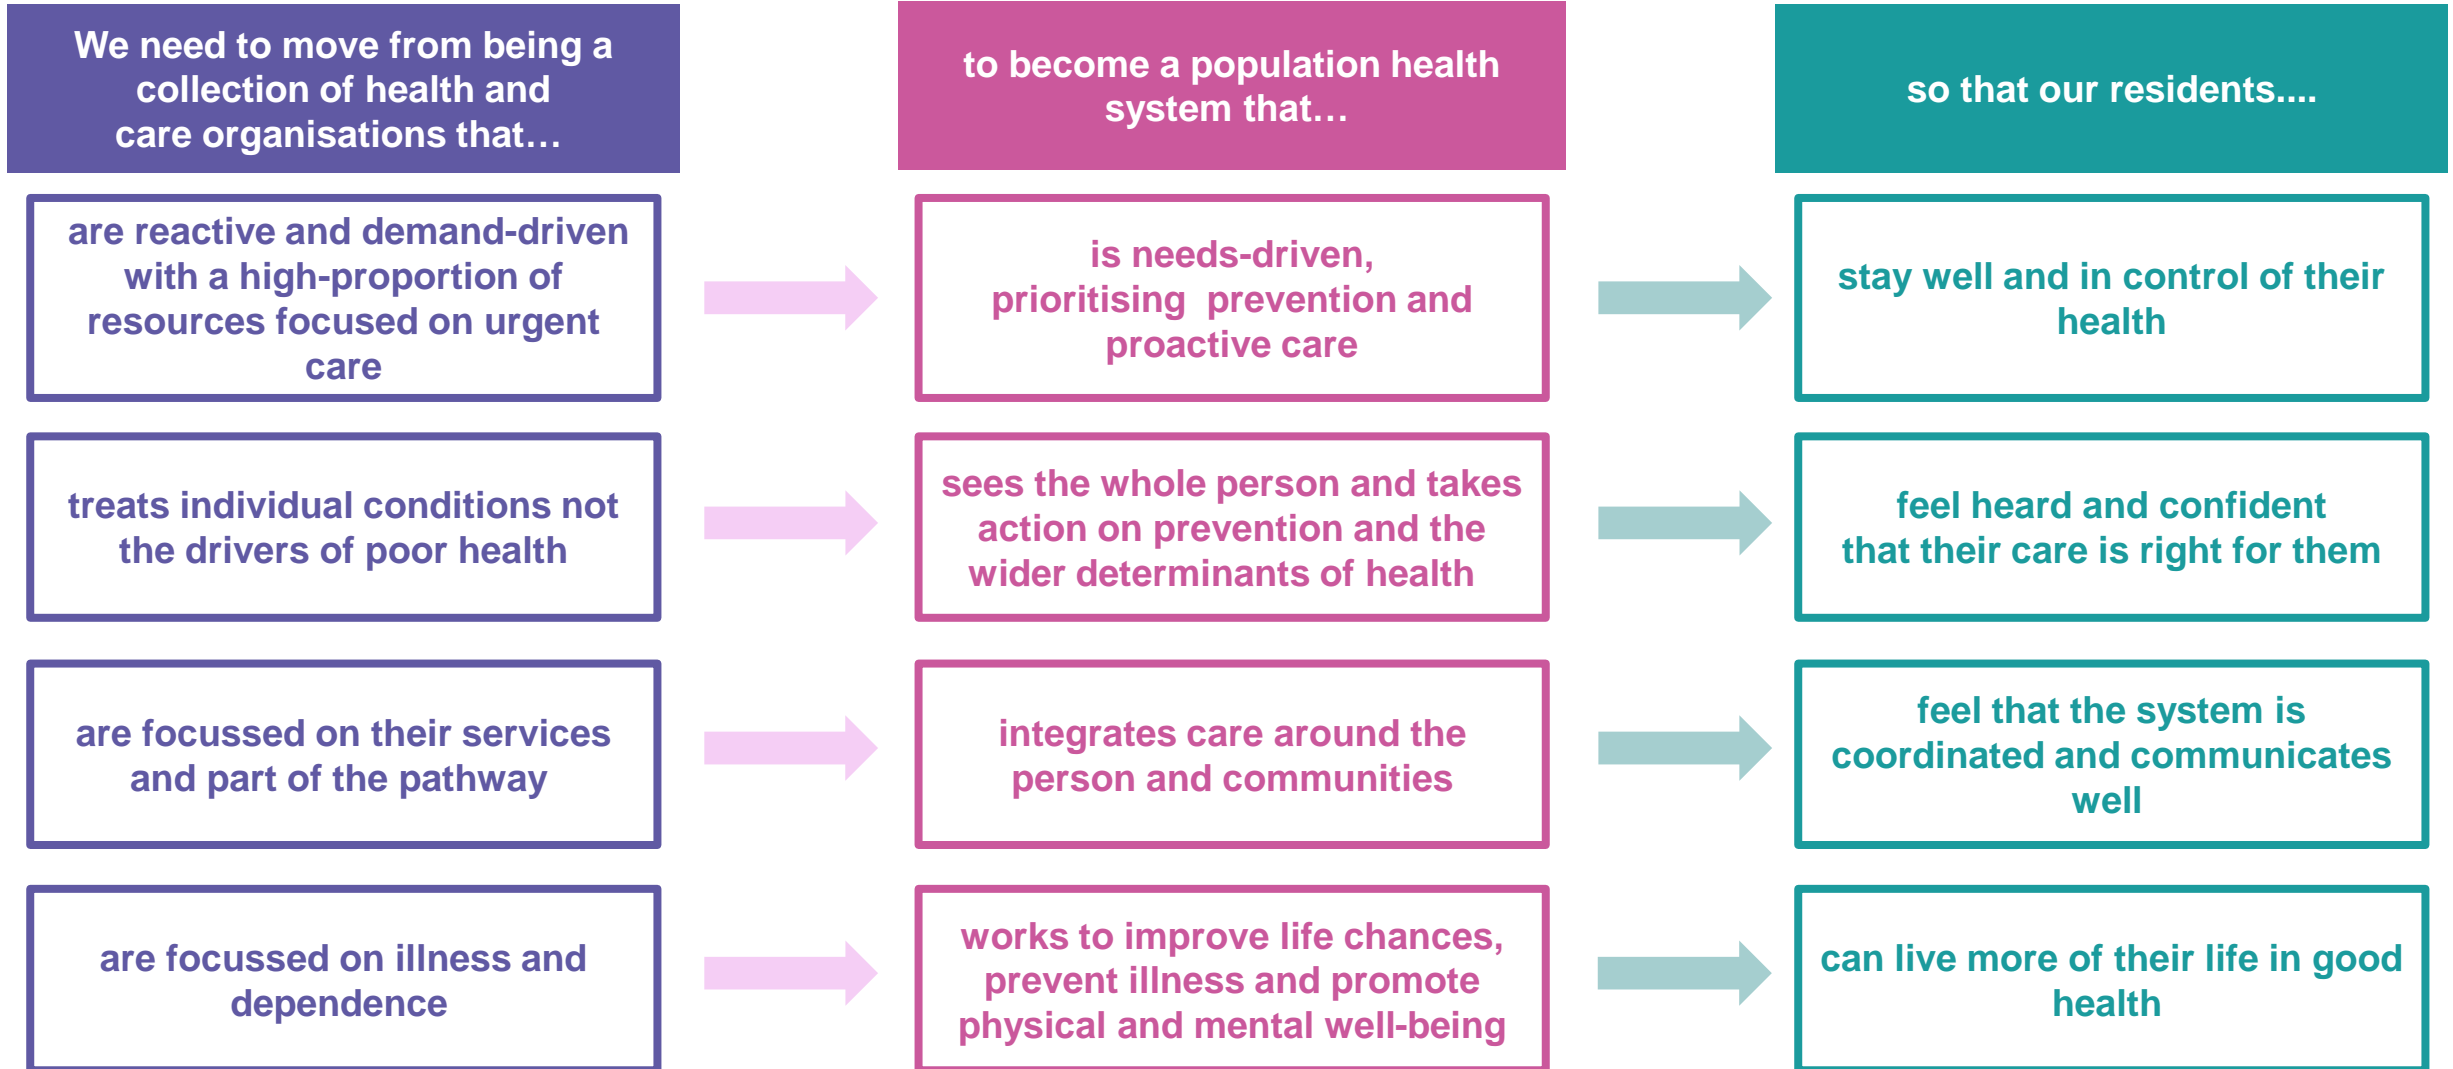 We need to move from being a
collection of health and
care organisations that…
to become a population health
system that…
so that our residents....
are reactive and demand-driven
with a high-proportion of
resources focused on urgent
care
is needs-driven,
prioritising  prevention and
proactive care
stay well and in control of their
health
treats individual conditions not
the drivers of poor health
sees the whole person and takes
action on prevention and the
wider determinants of health
feel heard and confident
that their care is right for them
are focussed on their services
and part of the pathway
integrates care around the
person and communities
feel that the system is
coordinated and communicates
well
are focussed on illness and
dependence
works to improve life chances,
prevent illness and promote
physical and mental well-being
can live more of their life in good
health